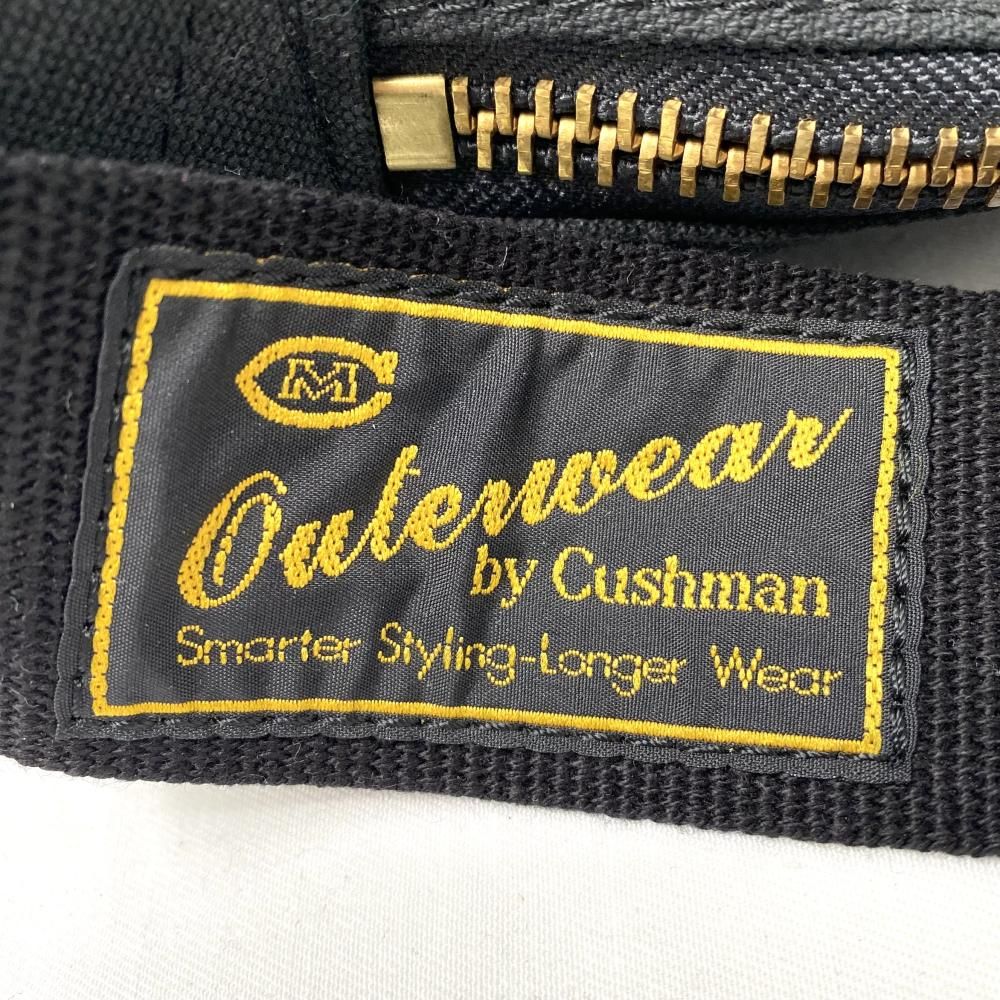 CM
Outerwear
by Cushman
Smarter Styling-Longer Wear